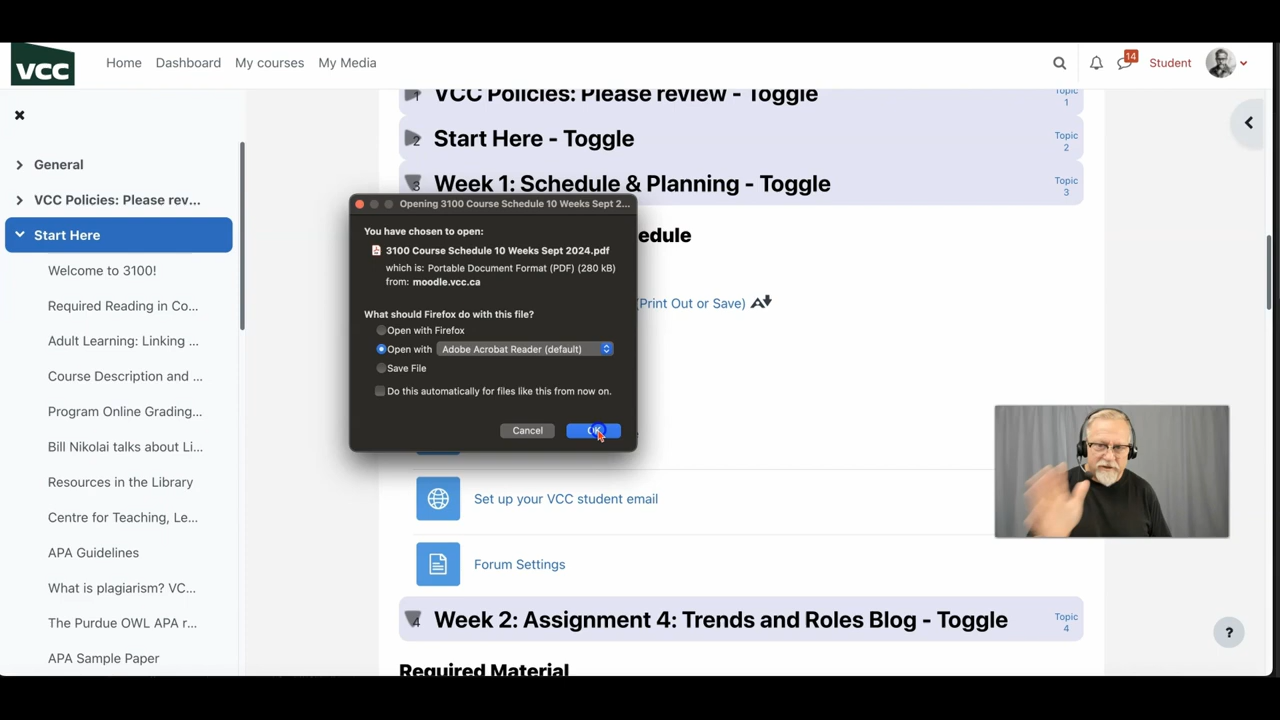 VCC
Home Dashboard My courses My Media
14
Student
General
VCC Policies: Please rev...
Start Here
Welcome to 3100!
Required Reading in Co...
Adult Learning: Linking ...
Course Description and ...
Program Online Grading...
Bill Nikolai talks about Li...
Resources in the Library
Centre for Teaching, Le...
APA Guidelines
What is plagiarism? VC...
The Purdue OWL APA r...
APA Sample Paper
1 VCC Policies: Please review - Toggle Topic 1
2 Start Here - Toggle Topic 2
3 Week 1: Schedule & Planning - Toggle Topic 3
edule
(Print Out or Save)
Opening 3100 Course Schedule 10 Weeks Sept 2...
You have chosen to open:
3100 Course Schedule 10 Weeks Sept 2024.pdf
which is: Portable Document Format (PDF) (280 kB)
from: moodle.vcc.ca
What should Firefox do with this file?
Open with Firefox
Open with Adobe Acrobat Reader (default)
Save File
Do this automatically for files like this from now on.
Cancel OK
Set up your VCC student email
Forum Settings
4 Week 2: Assignment 4: Trends and Roles Blog - Toggle Topic 4
Required Material
?